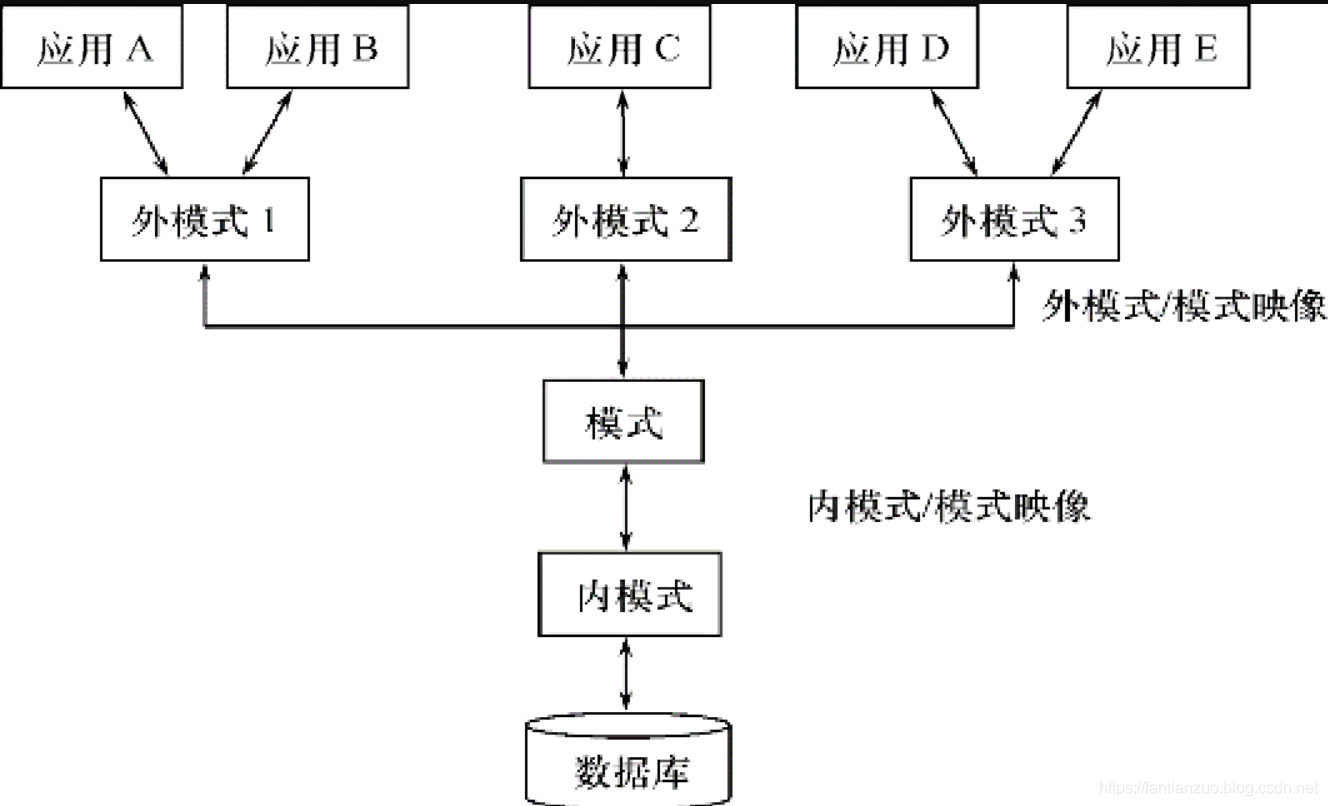 应用 A
应用 B
应用 C
应用 D
应用 E
外模式 1
外模式 2
外模式 3
外模式/模式映像
模式
内模式/模式映像
内模式
数据库
https://fantianzuo.blog.csdn.net